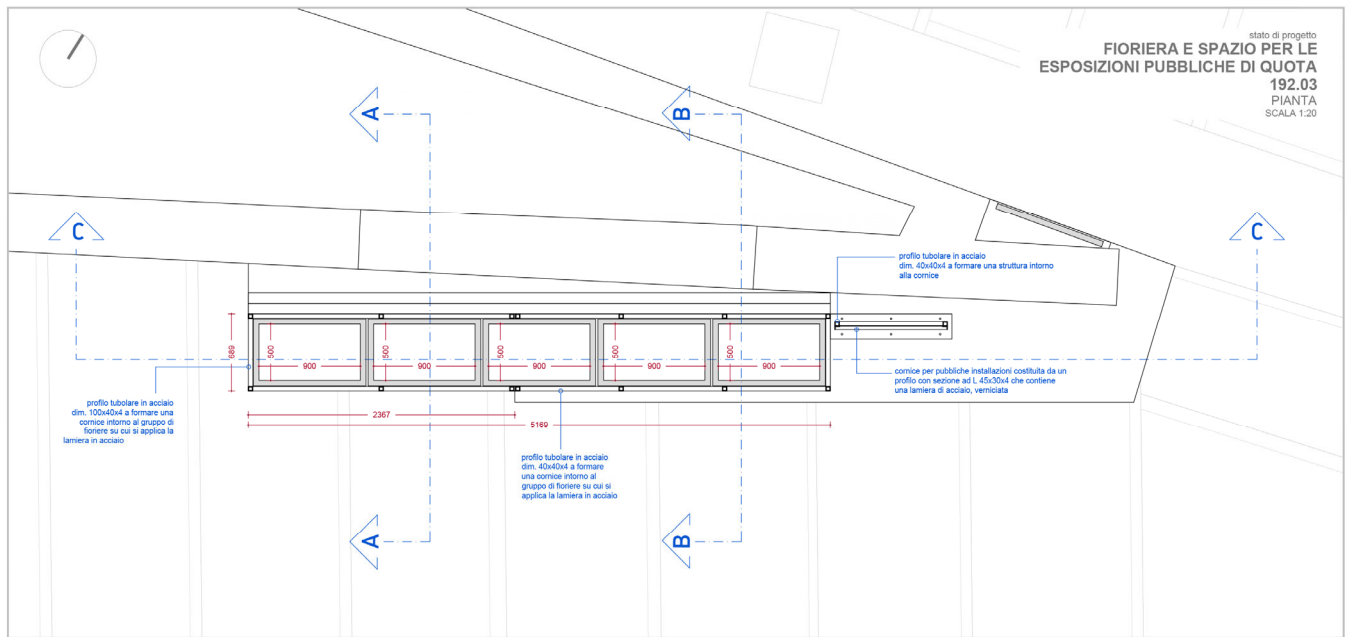 stato di progetto
FIORIERA E SPAZIO PER LE
ESPOSIZIONI PUBBLICHE DI QUOTA
192.03
PIANTA
SCALA 1:20
A
B
C
C
profilo tubolare in acciaio
dim. 40x40x4 a formare una struttura intorno
alla cornice
689
500
900
500
900
500
900
500
900
500
900
cornice per pubbliche installazioni costituita da un
profilo con sezione ad L 45x30x4 che contiene
una lamiera di acciaio, verniciata
profilo tubolare in acciaio
dim. 100x40x4 a formare una
cornice intorno al gruppo di
fioriere su cui si applica la
lamiera in acciaio
2367
5169
profilo tubolare in acciaio
dim. 40x40x4 a formare
una cornice intorno al
gruppo di fioriere su cui si
applica la lamiera in acciaio
A
B